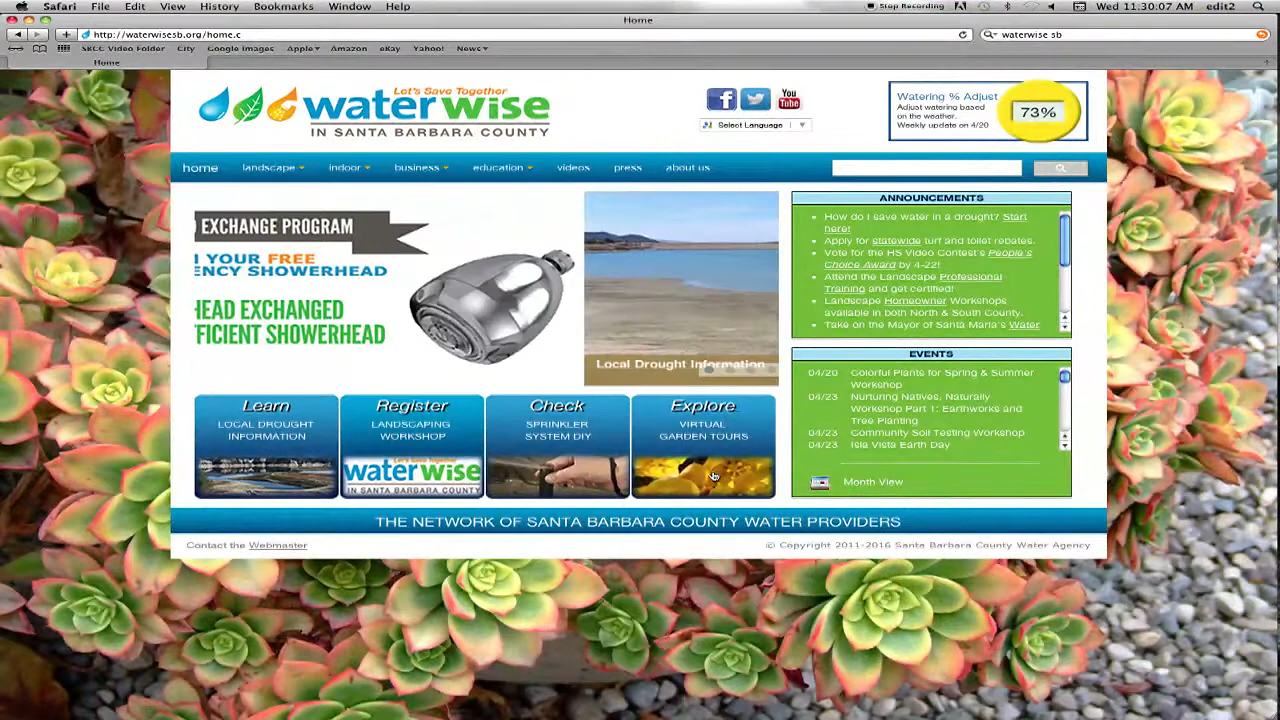 Safari File Edit View History Bookmarks Window Help Stop Recording Wed 11:30:07 AM edit2
Home
http://waterwisesb.org/home.c
waterwise sb
SKCC Video Folder City Google Images Apple Amazon eBay Yahoo! News
Home
Let's Save Together
waterwise
IN SANTA BARBARA COUNTY
You
Tube
Select Language
Watering % Adjust
Adjust watering based
on the weather.
Weekly update on 4/20
73%
home landscape indoor business education videos press about us
EXCHANGE PROGRAM
YOUR FREE
ENCY SHOWERHEAD
HEAD EXCHANGED
FICIENT SHOWERHEAD
Local Drought Information
ANNOUNCEMENTS
How do I save water in a drought? Start
here!
Apply for statewide turf and toilet rebates.
Vote for the HS Video Contest's People's
Choice Award by 4-22!
Attend the Landscape Professional
Training and get certified!
Landscape Homeowner Workshops
available in both North & South County.
Take on the Mayor of Santa Maria's Water
EVENTS
04/20 Colorful Plants for Spring & Summer
Workshop
04/23 Nurturing Natives, Naturally
Workshop Part 1: Earthworks and
Tree Planting
04/23 Community Soil Testing Workshop
04/23 Isla Vista Earth Day
Month View
Learn
LOCAL DROUGHT
INFORMATION
Register
LANDSCAPING
WORKSHOP
waterwise
IN SANTA BARBARA COUNTY
Check
SPRINKLER
SYSTEM DIY
Explore
VIRTUAL
GARDEN TOURS
THE NETWORK OF SANTA BARBARA COUNTY WATER PROVIDERS
Contact the Webmaster
© Copyright 2011-2016 Santa Barbara County Water Agency